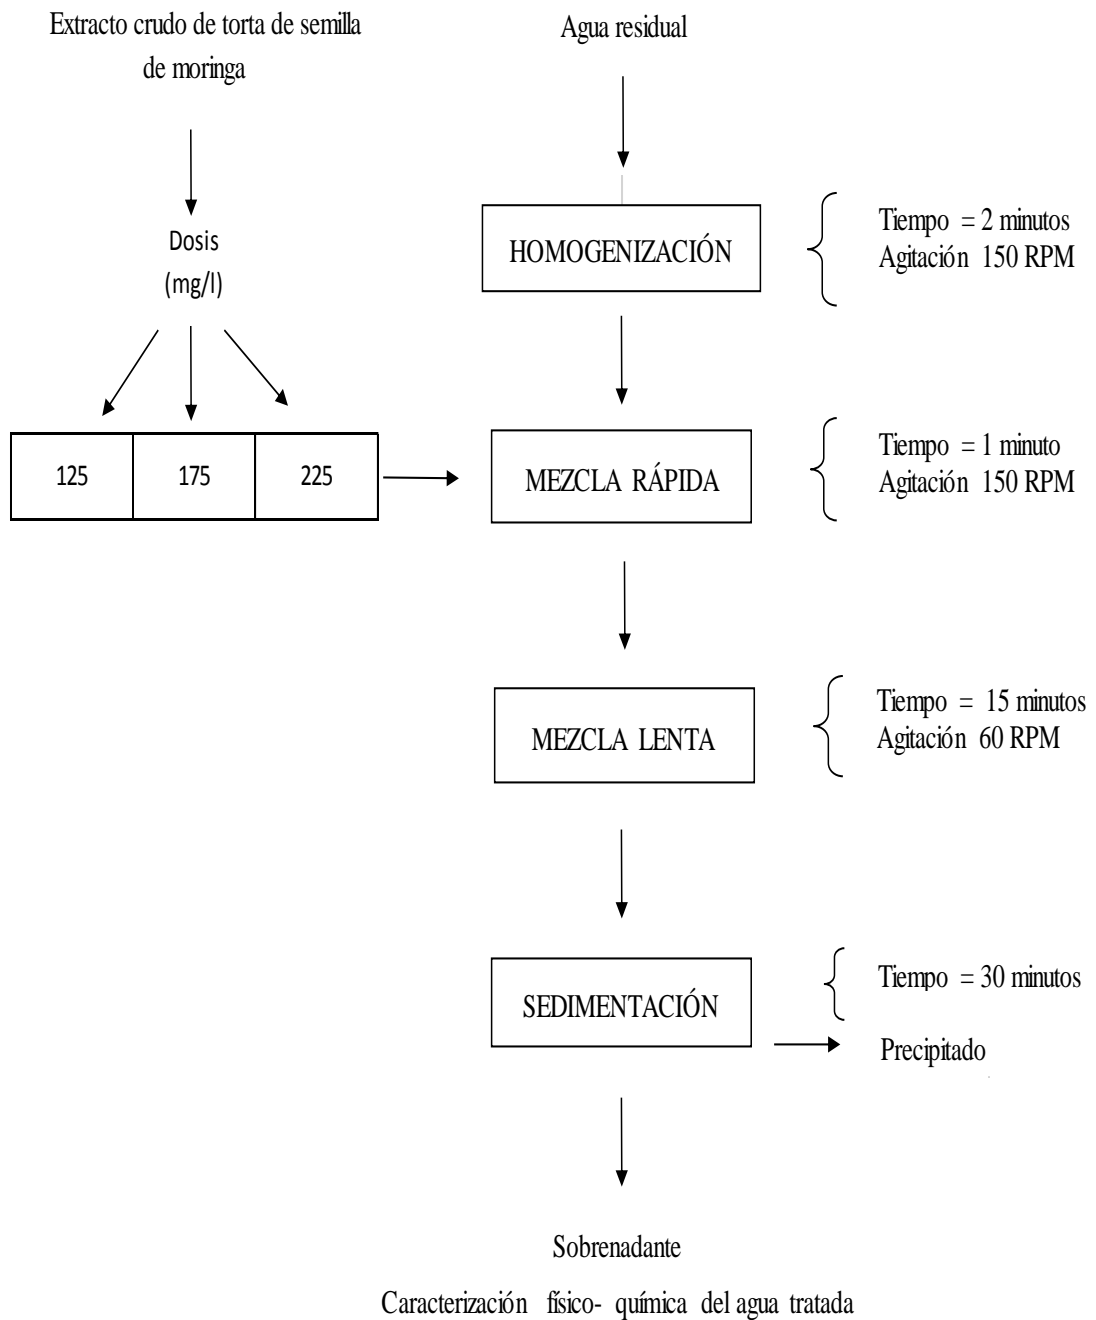 Extracto crudo de torta de semilla
de moringa
Agua residual
Dosis
(mg/l)
HOMOGENIZACIÓN
Tiempo = 2 minutos
Agitación 150 RPM
125 175 225
MEZCLA RÁPIDA
Tiempo = 1 minuto
Agitación 150 RPM
MEZCLA LENTA
Tiempo = 15 minutos
Agitación 60 RPM
SEDIMENTACIÓN
Tiempo = 30 minutos
Precipitado
Sobrenadante
Caracterización físico- química del agua tratada